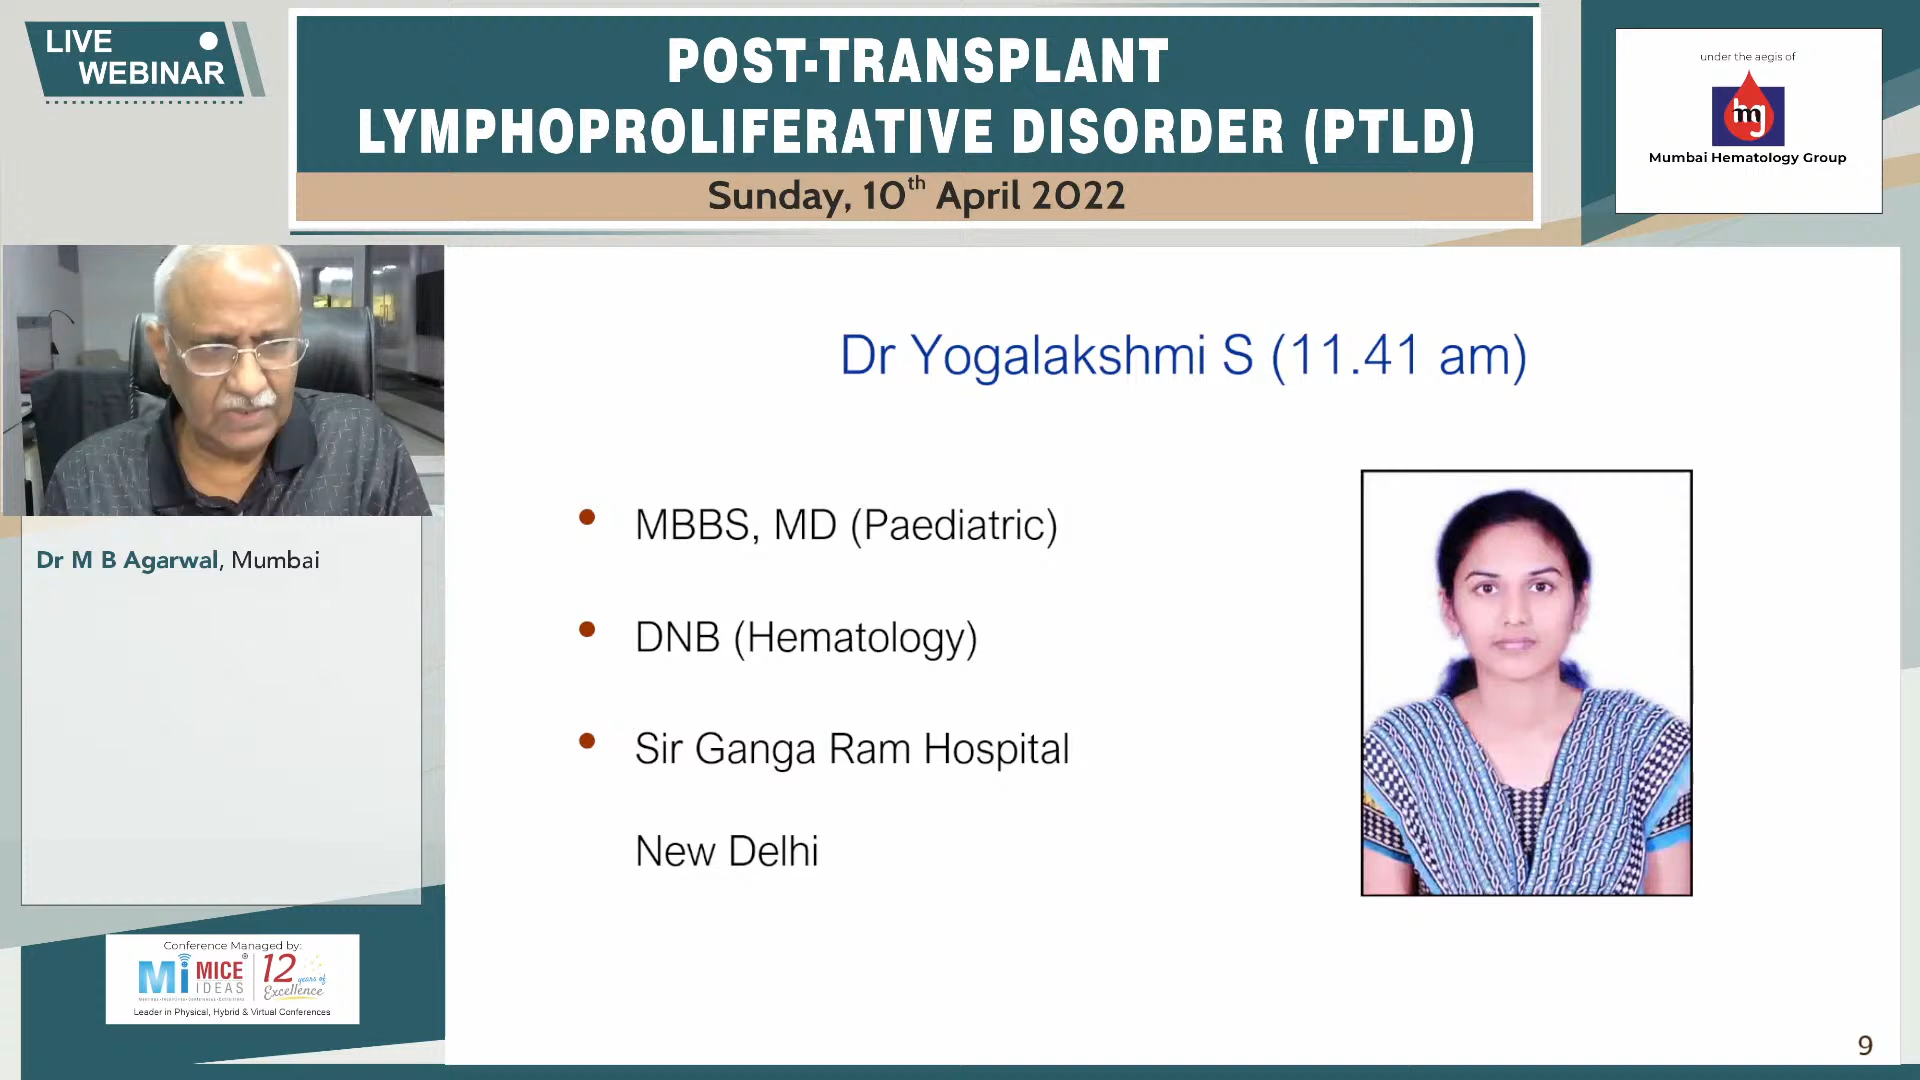 LIVE
WEBINAR
POST-TRANSPLANT
LYMPHOPROLIFERATIVE DISORDER (PTLD)
Sunday, 10th April 2022
under the aegis of
hmg
Mumbai Hematology Group
Dr M B Agarwal, Mumbai
Dr Yogalakshmi S (11.41 am)
• MBBS, MD (Paediatric)
• DNB (Hematology)
• Sir Ganga Ram Hospital
New Delhi
Conference Managed by:
Mi MICE IDEAS
12 years of Excellence
Leader in Physical, Hybrid & Virtual Conferences
9